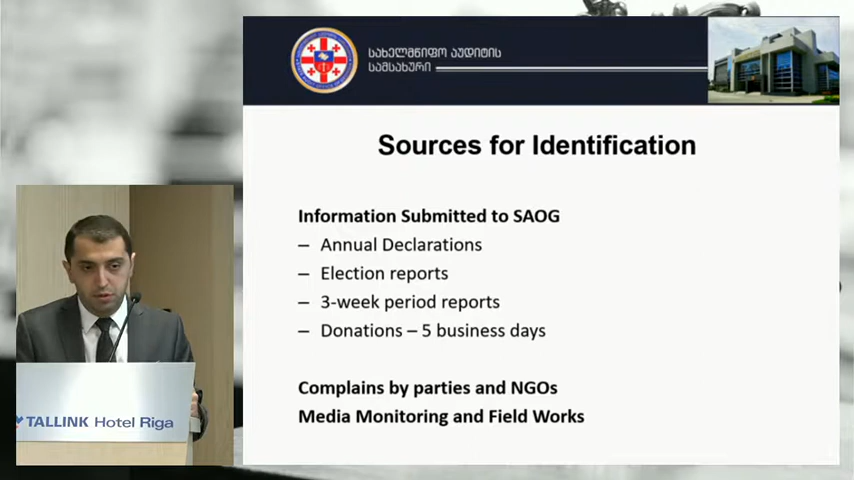 სახელმწიფო აუდიტის
სამსახური
Sources for Identification
Information Submitted to SAOG
– Annual Declarations
– Election reports
– 3-week period reports
– Donations – 5 business days
Complains by parties and NGOs
Media Monitoring and Field Works
TALLINK Hotel Riga